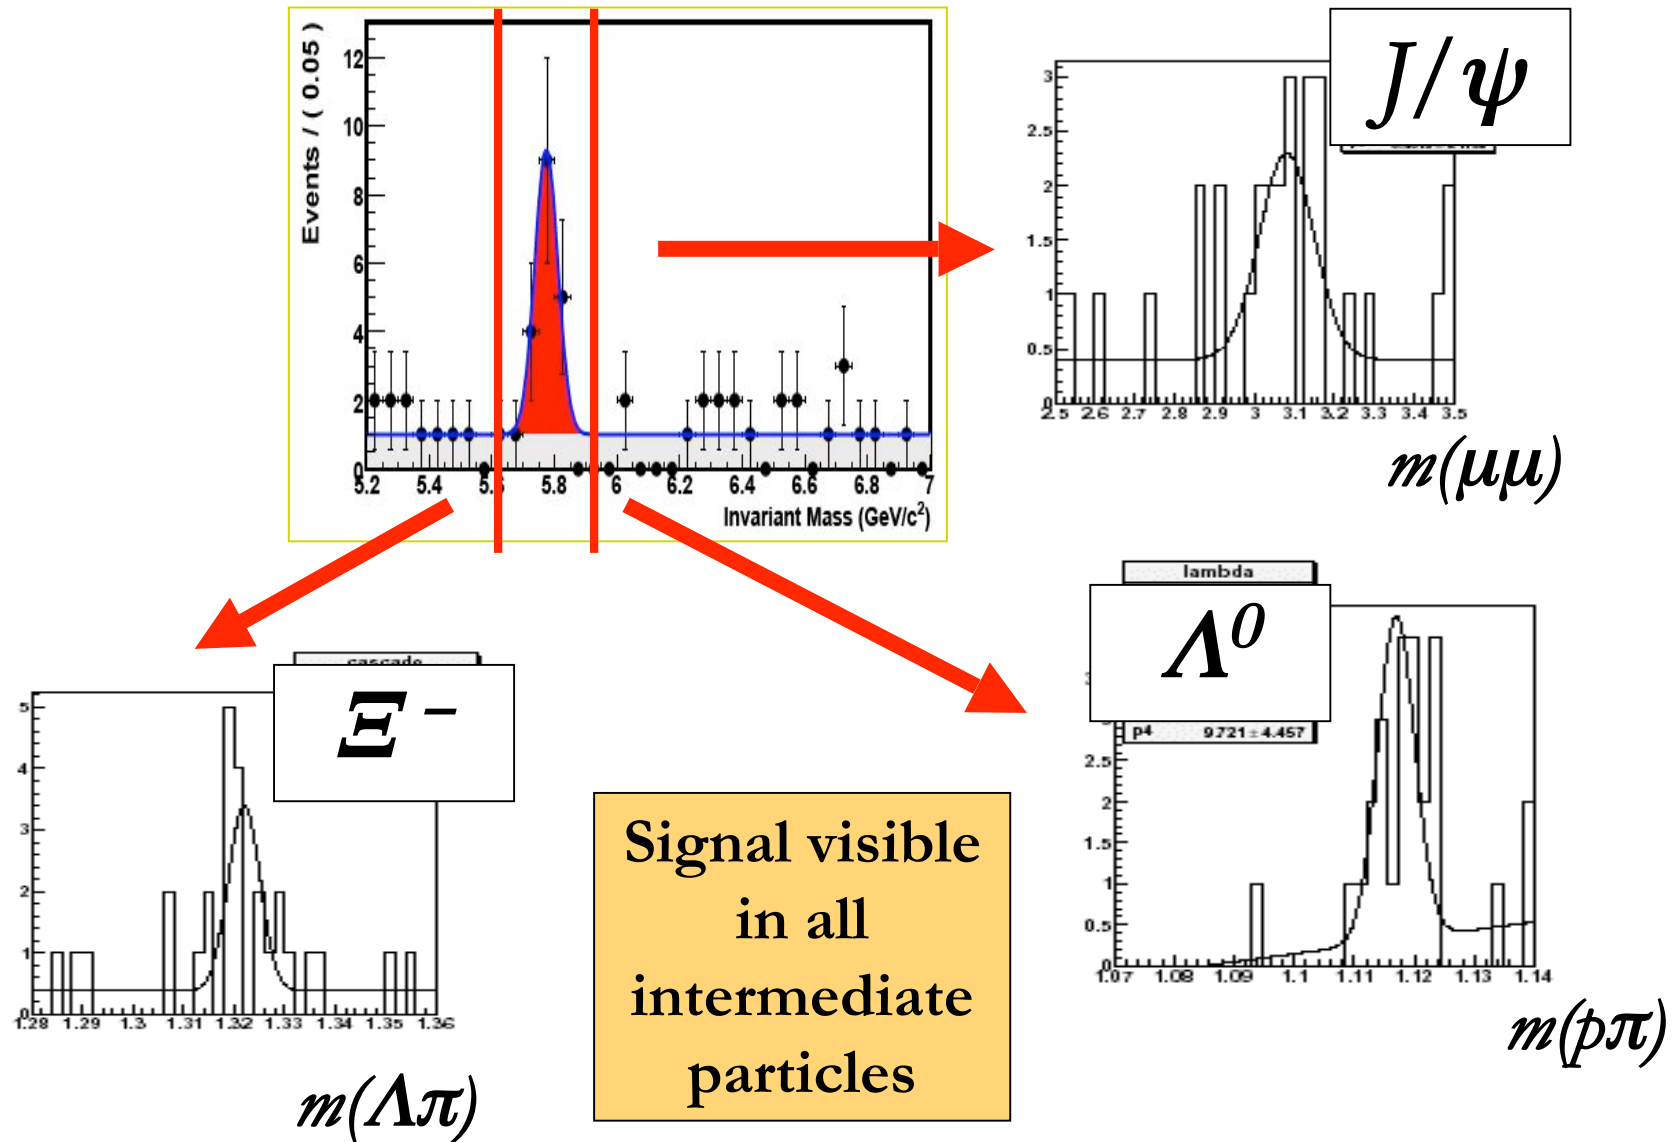 Events / ( 0.05 )
12
10
8
6
4
2
0
5.2 5.4 5.6 5.8 6 6.2 6.4 6.6 6.8 7
Invariant Mass (GeV/c²)
J/ψ
3
2.5
2
1.5
1
0.5
0
2.5 2.6 2.7 2.8 2.9 3 3.1 3.2 3.3 3.4 3.5
m(μμ)
cascade
Ξ⁻
5
4
3
2
1
0
1.28 1.29 1.3 1.31 1.32 1.33 1.34 1.35 1.36
m(Λπ)
Signal visible
in all
intermediate
particles
lambda
Λ⁰
p4 9.721 ± 4.457
2.5
2
1.5
1
0.5
0
1.07 1.08 1.09 1.1 1.11 1.12 1.13 1.14
m(pπ)